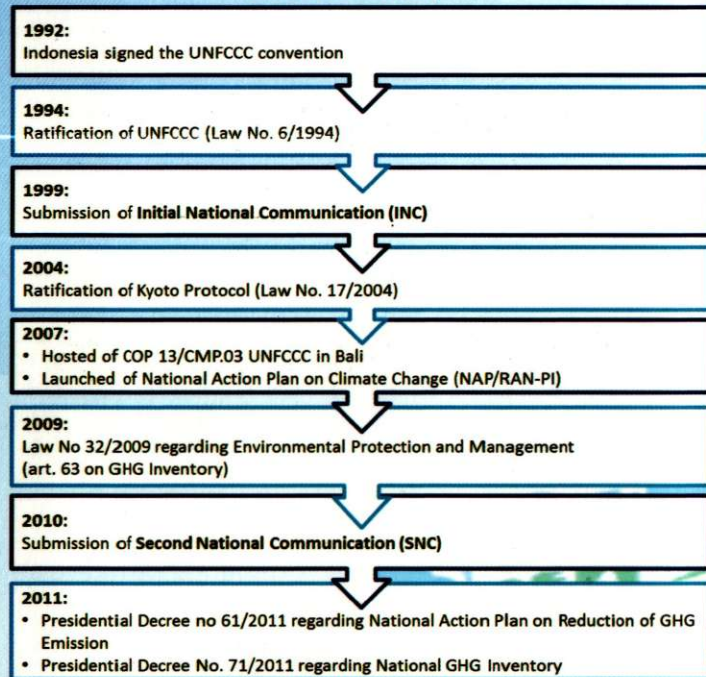 1992:
Indonesia signed the UNFCCC convention
1994:
Ratification of UNFCCC (Law No. 6/1994)
1999:
Submission of Initial National Communication (INC)
2004:
Ratification of Kyoto Protocol (Law No. 17/2004)
2007:
• Hosted of COP 13/CMP.03 UNFCCC in Bali
• Launched of National Action Plan on Climate Change (NAP/RAN-PI)
2009:
Law No 32/2009 regarding Environmental Protection and Management
(art. 63 on GHG Inventory)
2010:
Submission of Second National Communication (SNC)
2011:
• Presidential Decree no 61/2011 regarding National Action Plan on Reduction of GHG
Emission
• Presidential Decree No. 71/2011 regarding National GHG Inventory